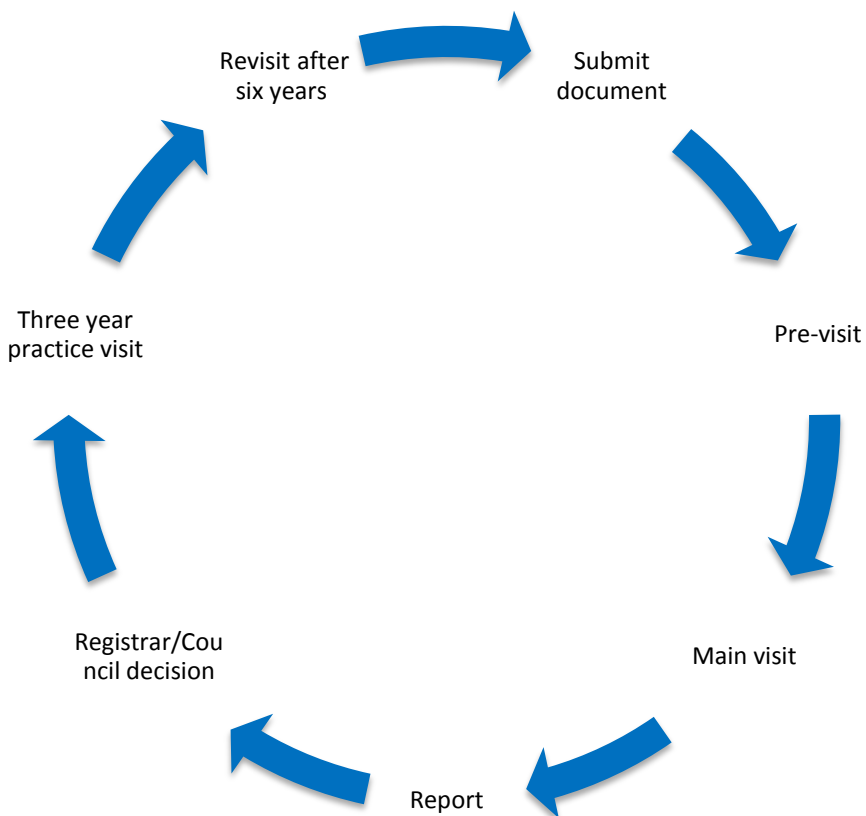 Revisit after
six years
Submit
document
Pre-visit
Main visit
Report
Registrar/Cou
ncil decision
Three year
practice visit